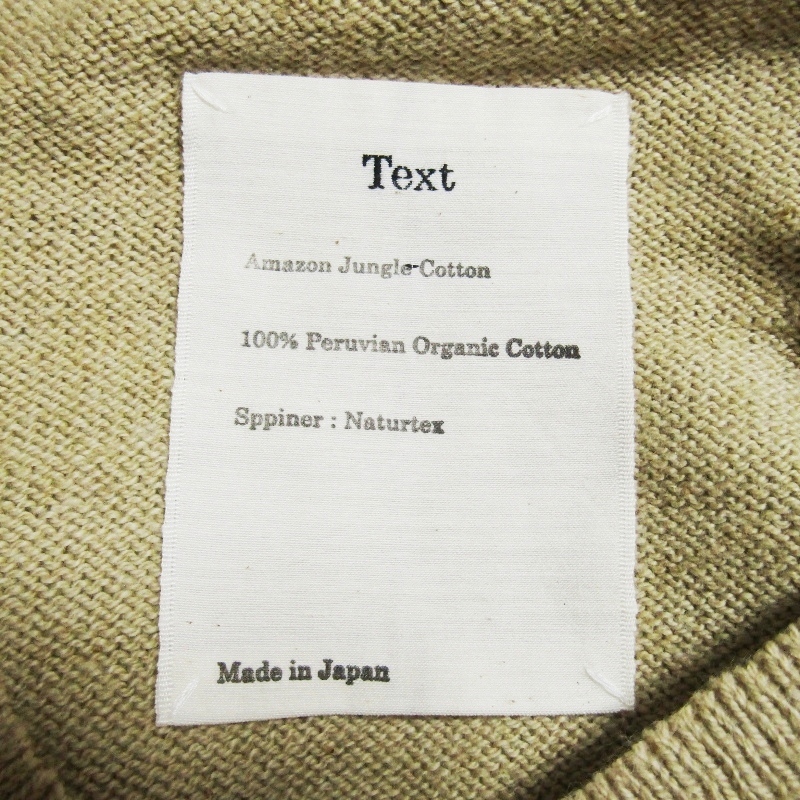 Text
Amazon Jungle-Cotton
100% Peruvian Organic Cotton
Sppiner : Naturtex
Made in Japan